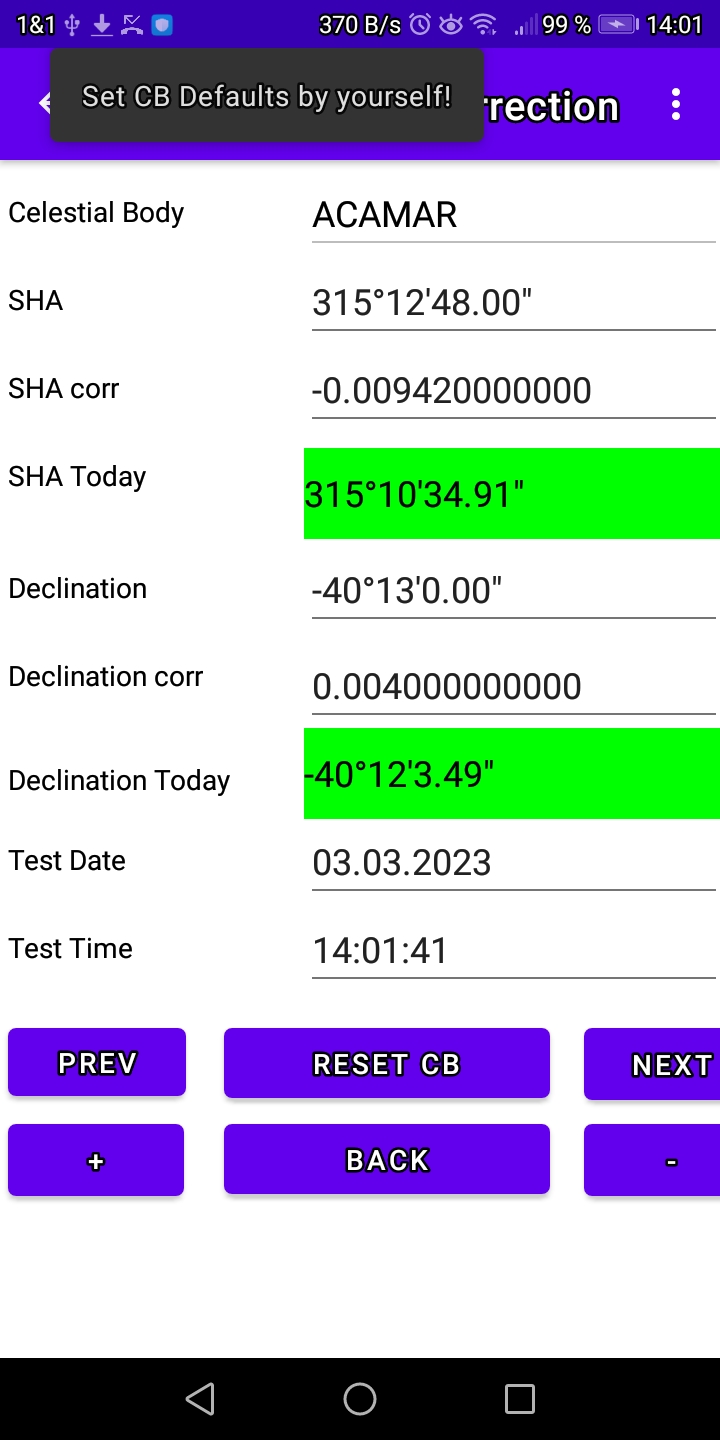 1&1 370 B/s 99 % 14:01
Set CB Defaults by yourself!
rrection
Celestial Body ACAMAR
SHA 315°12'48.00"
SHA corr -0.009420000000
SHA Today 315°10'34.91"
Declination -40°13'0.00"
Declination corr 0.004000000000
Declination Today -40°12'3.49"
Test Date 03.03.2023
Test Time 14:01:41
PREV RESET CB NEXT
+ BACK -